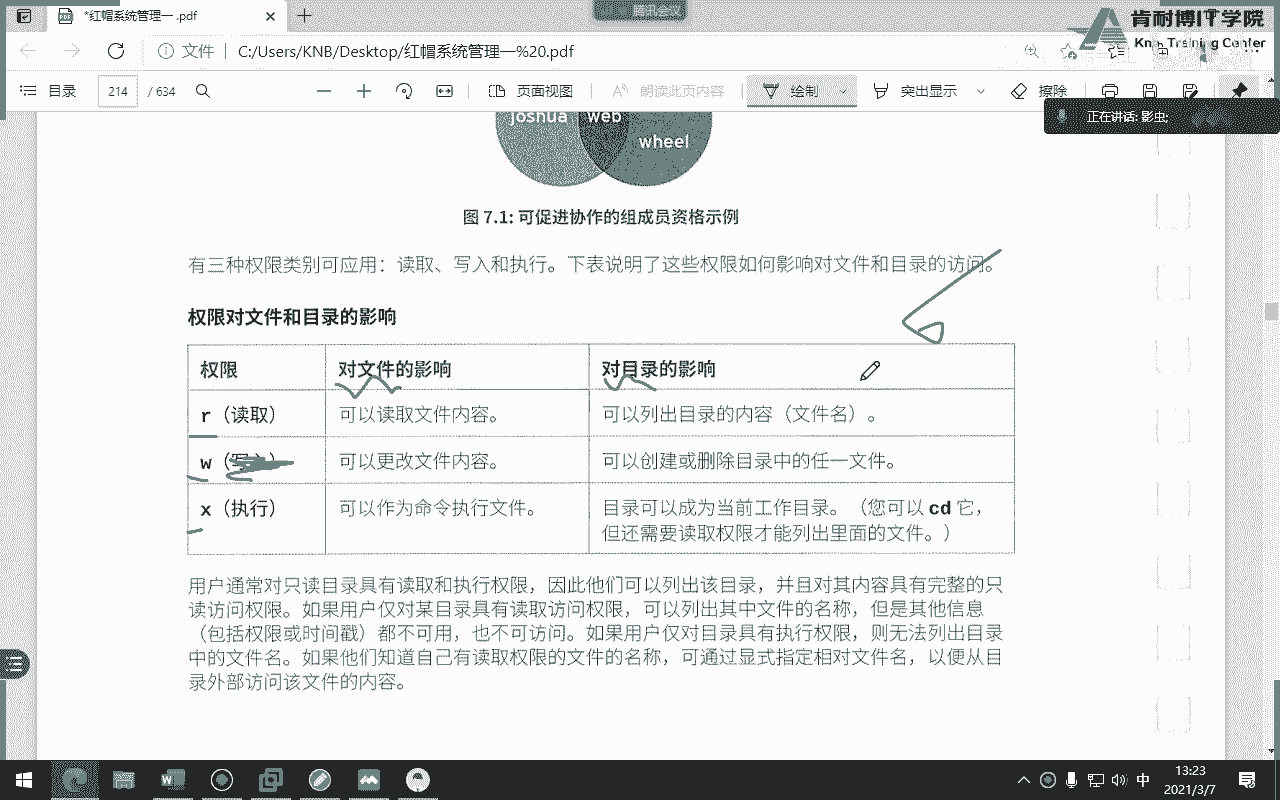 *红帽系统管理一 .pdf
腾讯会议
肯耐博IT学院
KnB Training Center
文件
C:/Users/KNB/Desktop/红帽系统管理一%20.pdf
目录
214
/ 634
页面视图
朗读此页内容
绘制
突出显示
擦除
正在讲话: 影虫;
joshua
web
wheel
图 7.1: 可促进协作的组成员资格示例
有三种权限类别可应用：读取、写入和执行。下表说明了这些权限如何影响对文件和目录的访问。
权限对文件和目录的影响
权限 对文件的影响 对目录的影响
r（读取） 可以读取文件内容。 可以列出目录的内容（文件名）。
w（写入） 可以更改文件内容。 可以创建或删除目录中的任一文件。
x（执行） 可以作为命令执行文件。 目录可以成为当前工作目录。（您可以 cd 它，
但还需要读取权限才能列出里面的文件。）
用户通常对只读目录具有读取和执行权限，因此他们可以列出该目录，并且对其内容具有完整的只
读访问权限。如果用户仅对某目录具有读取访问权限，可以列出其中文件的名称，但是其他信息
（包括权限或时间戳）都不可用，也不可访问。如果用户仅对目录具有执行权限，则无法列出目录
中的文件名。如果他们知道自己有读取权限的文件的名称，可通过显式指定相对文件名，以便从目
录外部访问该文件的内容。
中
13:23
2021/3/7